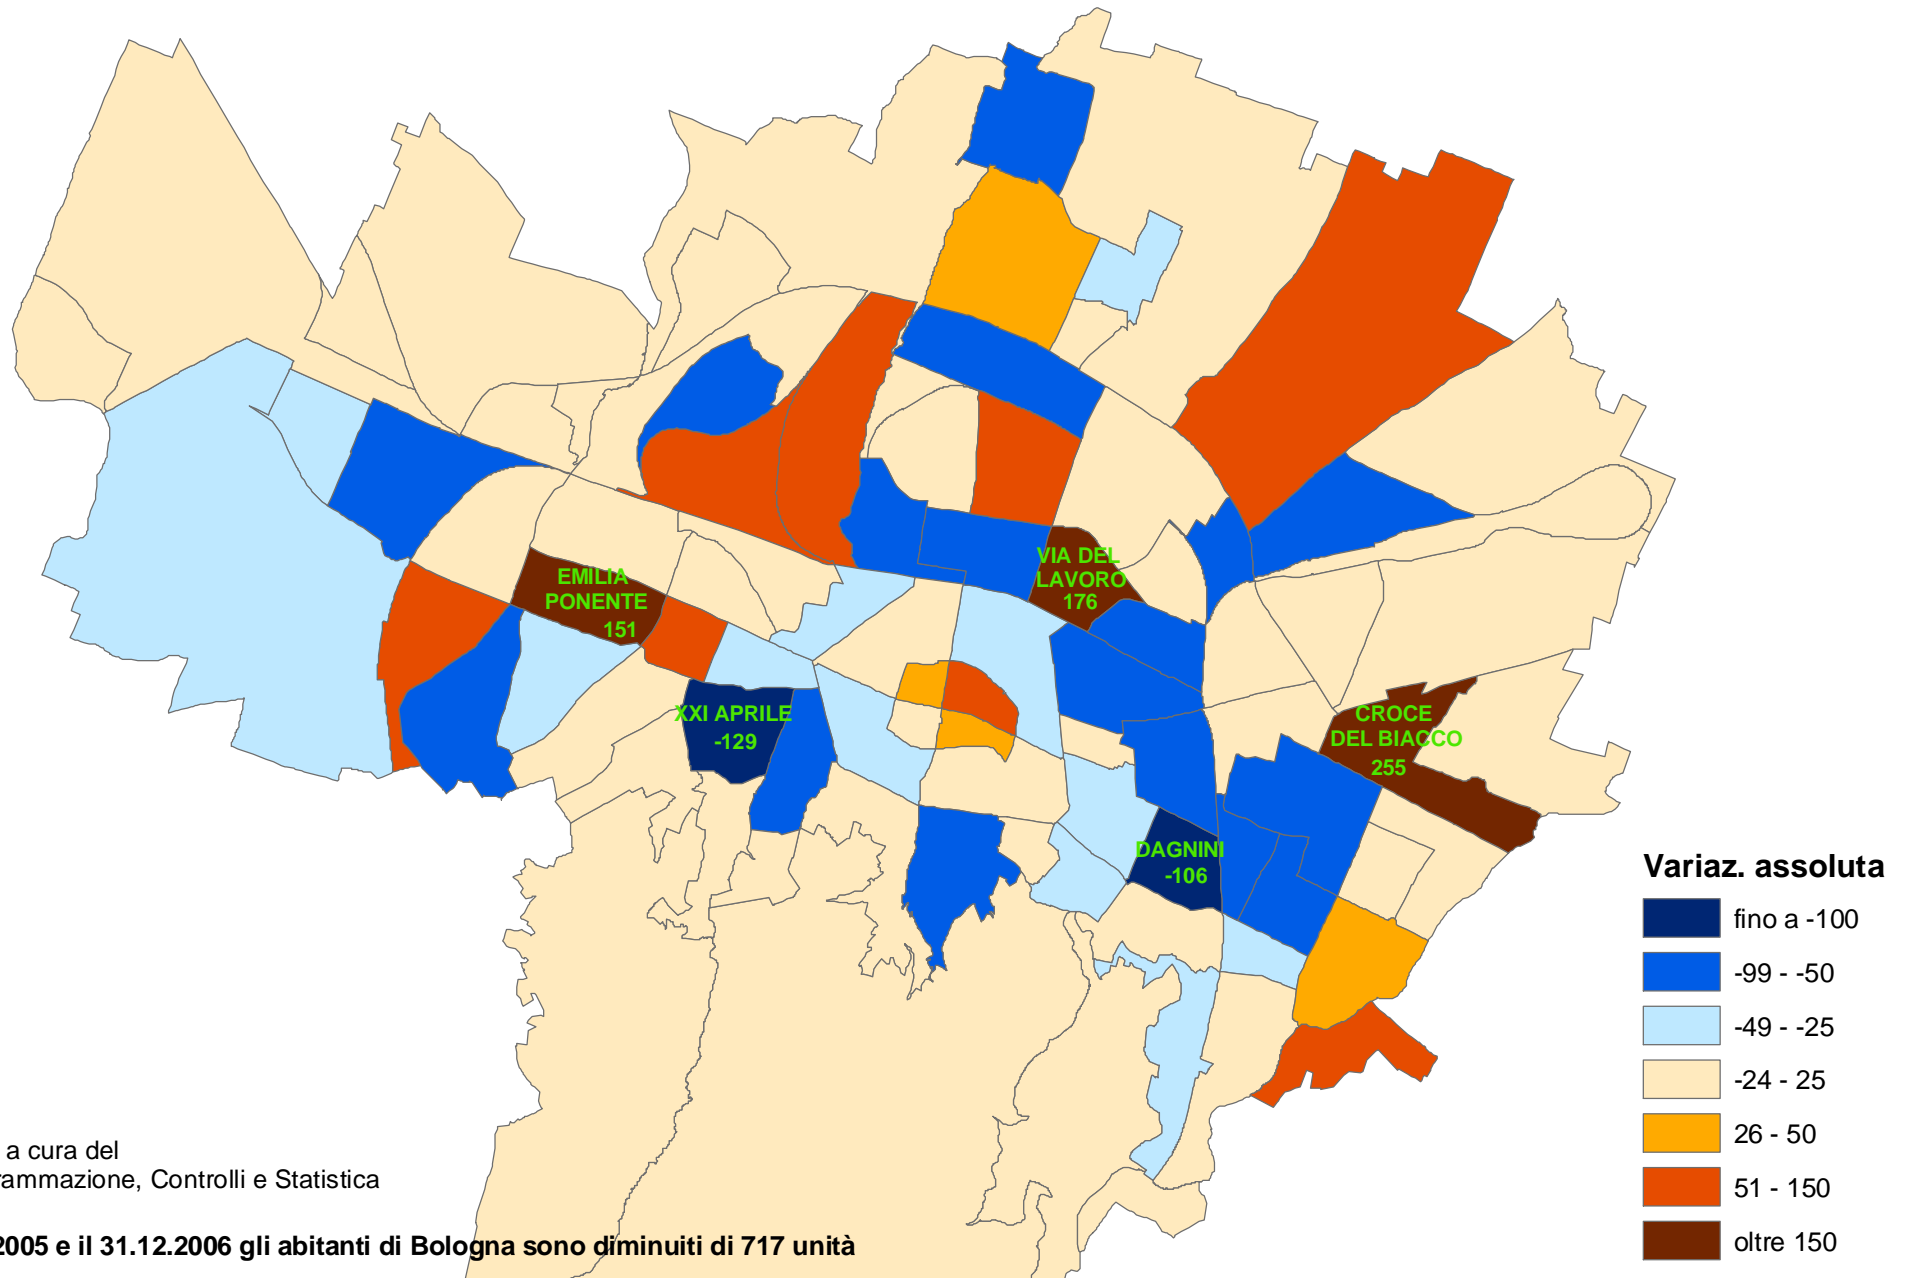 VIA DEL
LAVORO
176
EMILIA
PONENTE
151
XXI APRILE
-129
CROCE
DEL BIACCO
255
DAGNINI
-106
Variaz. assoluta
fino a -100
-99 - -50
-49 - -25
-24 - 25
26 - 50
51 - 150
oltre 150
a cura del
rammazione, Controlli e Statistica
2005 e il 31.12.2006 gli abitanti di Bologna sono diminuiti di 717 unità